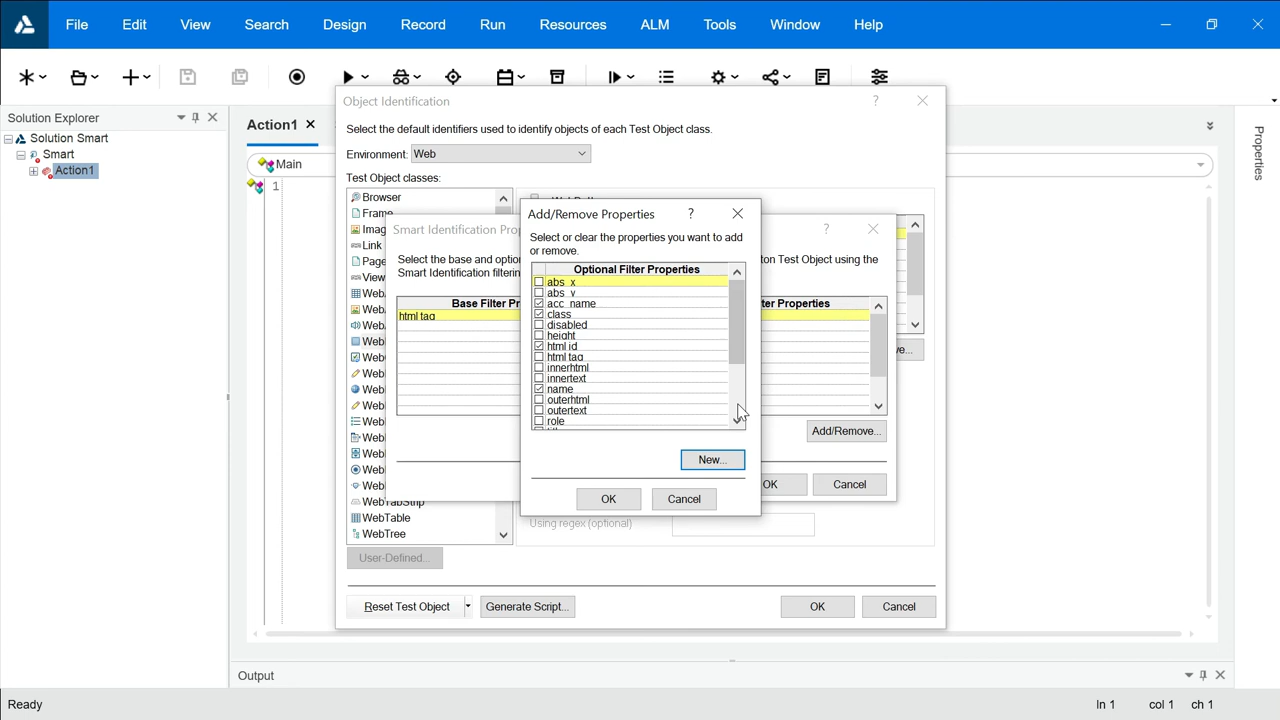 File Edit View Search Design Record Run Resources ALM Tools Window Help
Solution Explorer
Solution Smart
Smart
Action1
Action1
Main
1
Properties
Object Identification
Select the default identifiers used to identify objects of each Test Object class.
Environment: Web
Test Object classes:
Browser
Frame
Imag
Link
Page
View
Web
WebTabStrip
WebTable
WebTree
User-Defined...
Using regex (optional)
Reset Test Object Generate Script... OK Cancel
Smart Identification Pro
Select the base and optio
Smart Identification filterin
ton Test Object using the
Base Filter Pr
html tag
ter Properties
Add/Remove...
OK Cancel
Add/Remove Properties
Select or clear the properties you want to add
or remove.
Optional Filter Properties
abs_x
abs_y
acc_name
class
disabled
height
html id
html tag
innerhtml
innertext
name
outerhtml
outertext
role
New...
OK Cancel
Output
Ready ln 1 col 1 ch 1